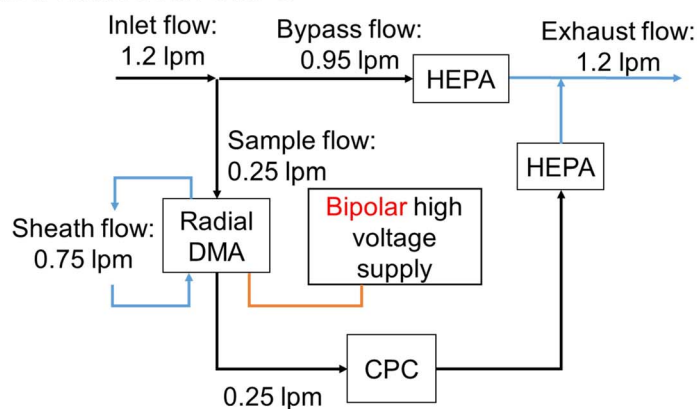 Inlet flow:
1.2 lpm
Bypass flow:
0.95 lpm
Exhaust flow:
1.2 lpm
HEPA
Sample flow:
0.25 lpm
HEPA
Sheath flow:
0.75 lpm
Radial
DMA
Bipolar high
voltage
supply
CPC
0.25 lpm